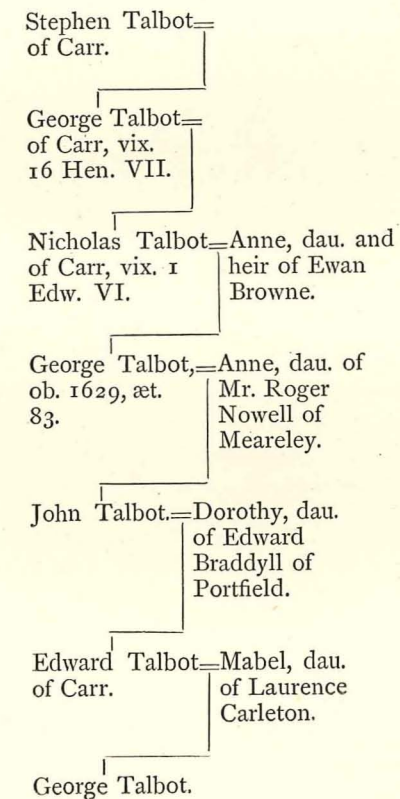 Stephen Talbot=
of Carr.
George Talbot=
of Carr, vix.
16 Hen. VII.
Nicholas Talbot=Anne, dau. and
of Carr, vix. 1 heir of Ewan
Edw. VI. Browne.
George Talbot,=Anne, dau. of
ob. 1629, æt. Mr. Roger
83. Nowell of
Meareley.
John Talbot.=Dorothy, dau.
of Edward
Braddyll of
Portfield.
Edward Talbot=Mabel, dau.
of Carr. of Laurence
Carleton.
George Talbot.